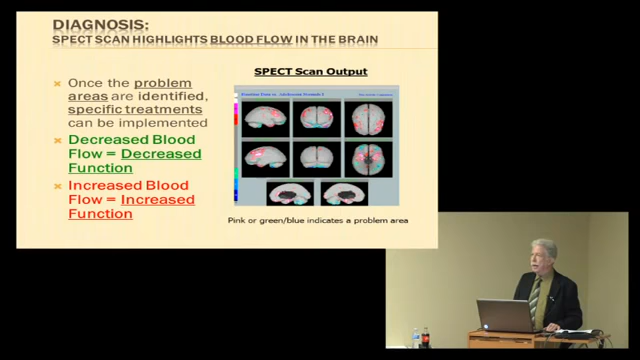 DIAGNOSIS:
SPECT SCAN HIGHLIGHTS BLOOD FLOW IN THE BRAIN
× Once the problem
areas are identified,
specific treatments
can be implemented
× Decreased Blood
Flow = Decreased
Function
× Increased Blood
Flow = Increased
Function
SPECT Scan Output
Pink or green/blue indicates a problem area